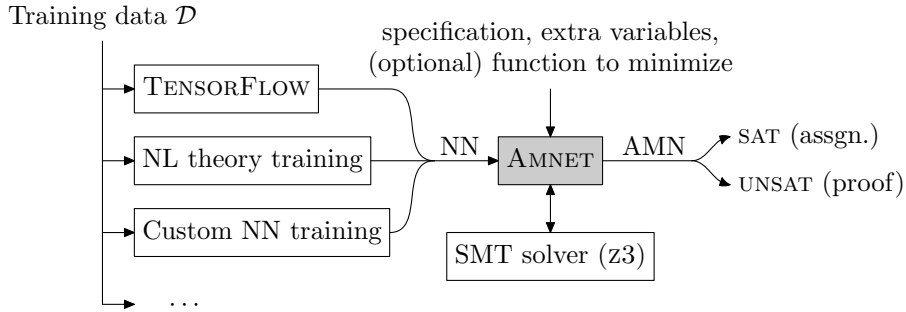 Training data 𝒟
specification, extra variables,
(optional) function to minimize
TENSORFLOW
NL theory training
Custom NN training
...
NN
AMNET
AMN
SAT (assgn.)
UNSAT (proof)
SMT solver (z3)